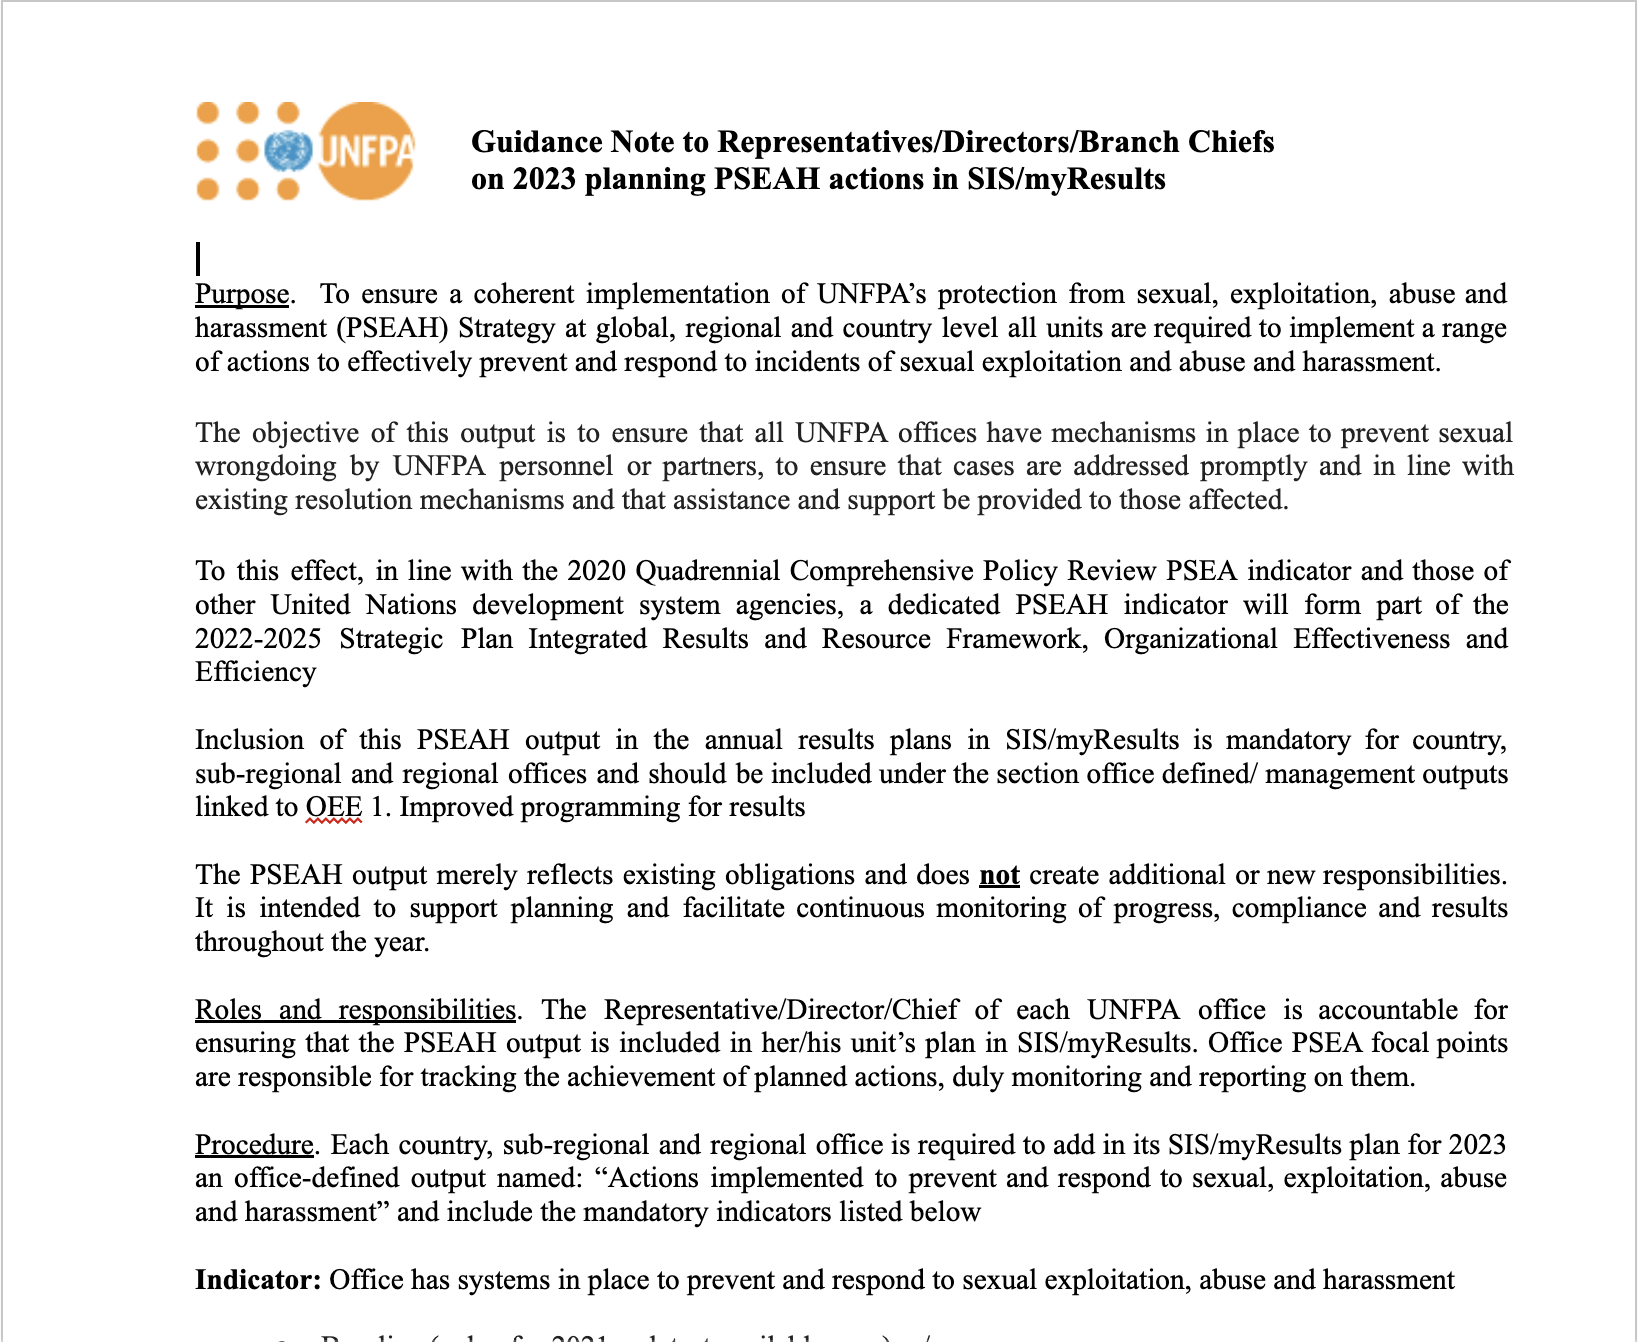 UNFPA
Guidance Note to Representatives/Directors/Branch Chiefs
on 2023 planning PSEAH actions in SIS/myResults
Purpose. To ensure a coherent implementation of UNFPA’s protection from sexual, exploitation, abuse and
harassment (PSEAH) Strategy at global, regional and country level all units are required to implement a range
of actions to effectively prevent and respond to incidents of sexual exploitation and abuse and harassment.
The objective of this output is to ensure that all UNFPA offices have mechanisms in place to prevent sexual
wrongdoing by UNFPA personnel or partners, to ensure that cases are addressed promptly and in line with
existing resolution mechanisms and that assistance and support be provided to those affected.
To this effect, in line with the 2020 Quadrennial Comprehensive Policy Review PSEA indicator and those of
other United Nations development system agencies, a dedicated PSEAH indicator will form part of the
2022-2025 Strategic Plan Integrated Results and Resource Framework, Organizational Effectiveness and
Efficiency
Inclusion of this PSEAH output in the annual results plans in SIS/myResults is mandatory for country,
sub-regional and regional offices and should be included under the section office defined/ management outputs
linked to OEE 1. Improved programming for results
The PSEAH output merely reflects existing obligations and does not create additional or new responsibilities.
It is intended to support planning and facilitate continuous monitoring of progress, compliance and results
throughout the year.
Roles and responsibilities. The Representative/Director/Chief of each UNFPA office is accountable for
ensuring that the PSEAH output is included in her/his unit’s plan in SIS/myResults. Office PSEA focal points
are responsible for tracking the achievement of planned actions, duly monitoring and reporting on them.
Procedure. Each country, sub-regional and regional office is required to add in its SIS/myResults plan for 2023
an office-defined output named: “Actions implemented to prevent and respond to sexual, exploitation, abuse
and harassment” and include the mandatory indicators listed below
Indicator: Office has systems in place to prevent and respond to sexual exploitation, abuse and harassment